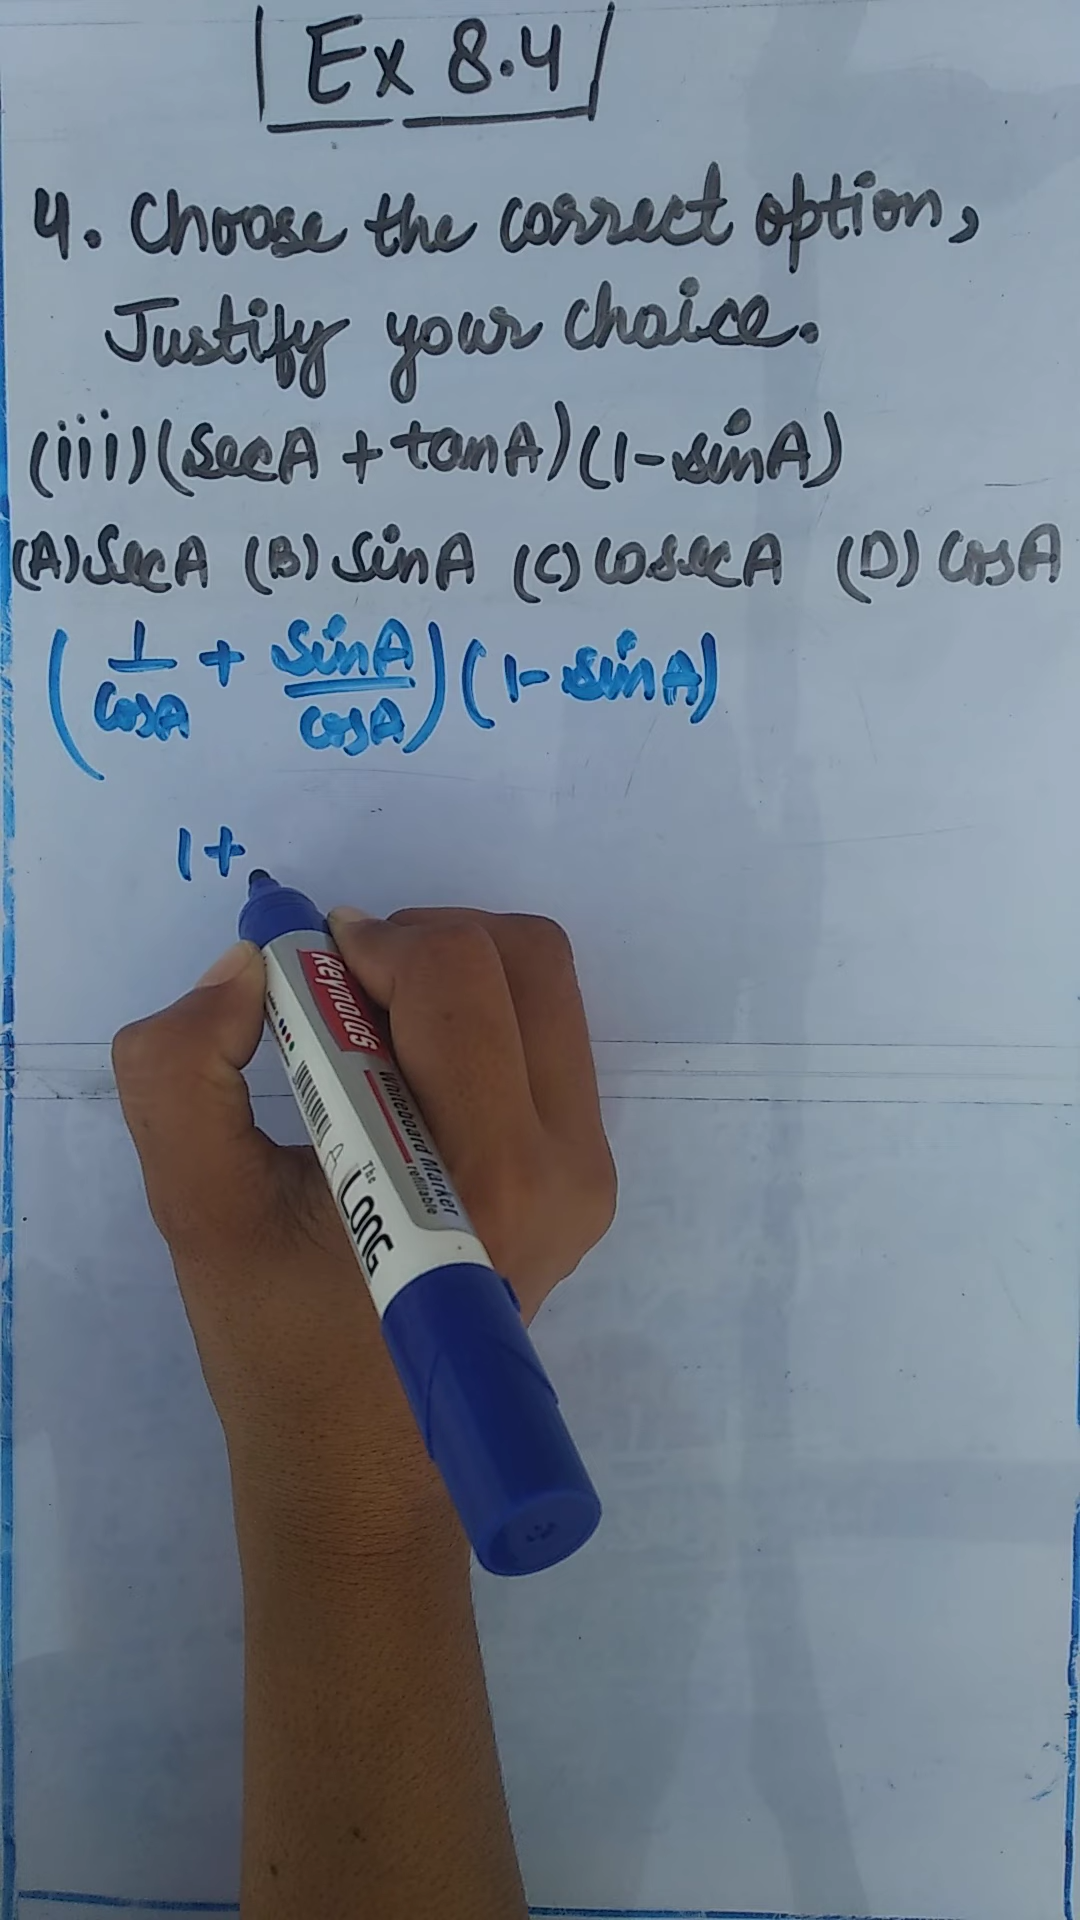 Ex 8.4
4. Choose the correct option,
Justify your choice.
(iii) (secA + tanA) (1-sinA)
(A) SecA (B) SinA (C) CosecA (D) CosA
(1/cosA + sinA/cosA) (1-sinA)
1+
Reynolds
Whiteboard Marker
refillable
The
LONG